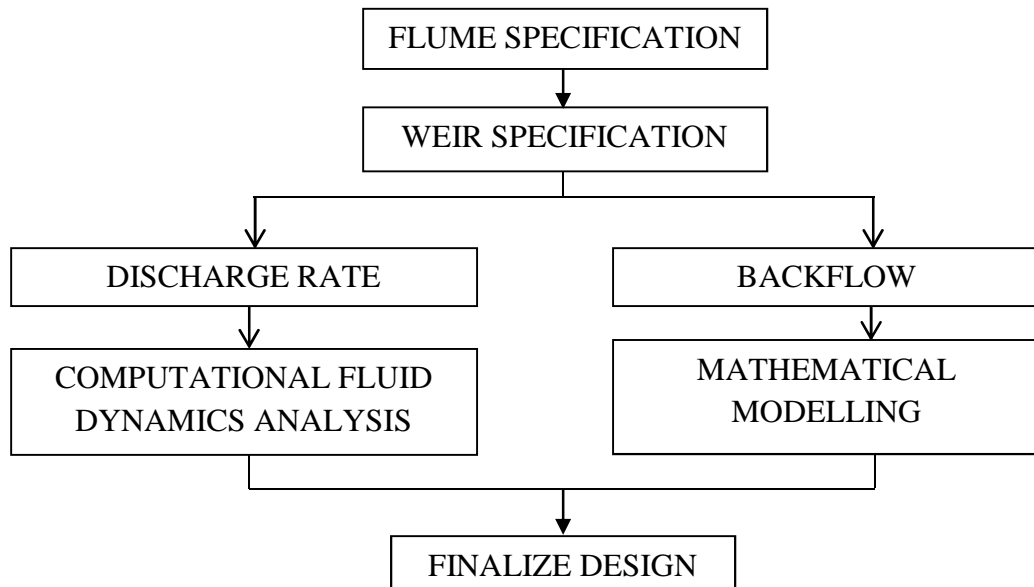 FLUME SPECIFICATION
WEIR SPECIFICATION
DISCHARGE RATE
BACKFLOW
COMPUTATIONAL FLUID
DYNAMICS ANALYSIS
MATHEMATICAL
MODELLING
FINALIZE DESIGN